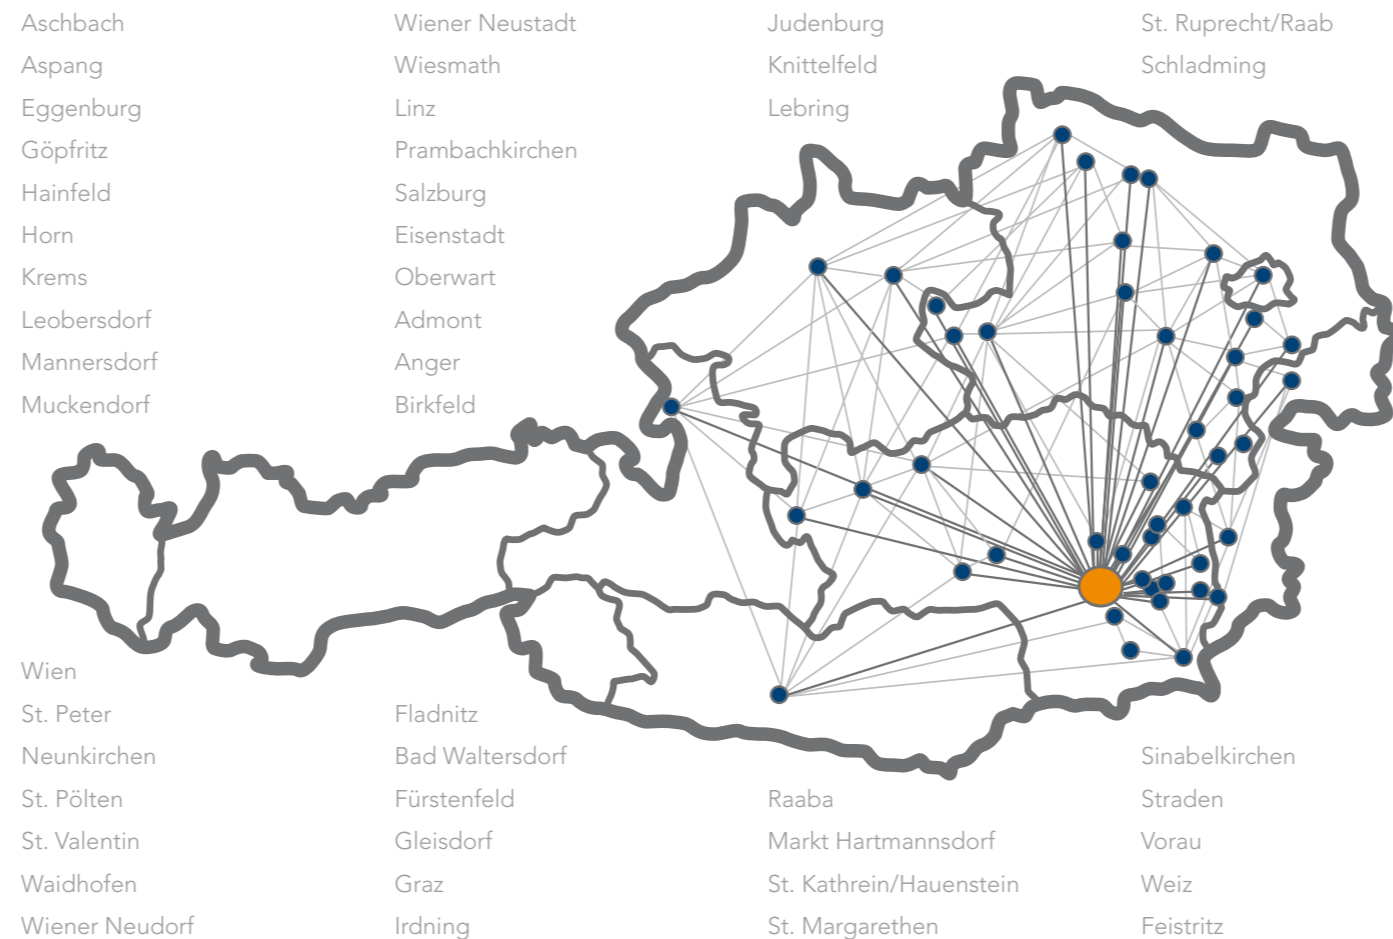 Aschbach
Aspang
Eggenburg
Göpfritz
Hainfeld
Horn
Krems
Leobersdorf
Mannersdorf
Muckendorf
Wiener Neustadt
Wiesmath
Linz
Prambachkirchen
Salzburg
Eisenstadt
Oberwart
Admont
Anger
Birkfeld
Judenburg
Knittelfeld
Lebring
St. Ruprecht/Raab
Schladming
Wien
St. Peter
Neunkirchen
St. Pölten
St. Valentin
Waidhofen
Wiener Neudorf
Fladnitz
Bad Waltersdorf
Fürstenfeld
Gleisdorf
Graz
Irdning
Raaba
Markt Hartmannsdorf
St. Kathrein/Hauenstein
St. Margarethen
Sinabelkirchen
Straden
Vorau
Weiz
Feistritz